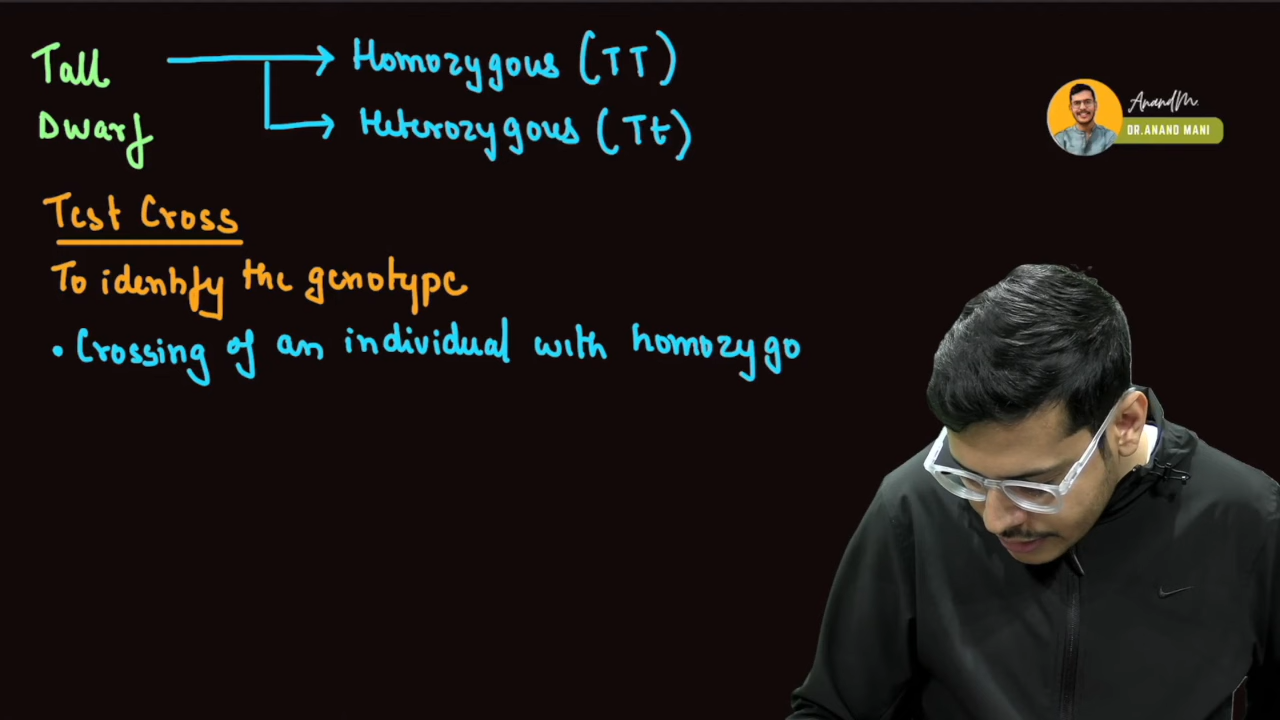 Tall → Homozygous (TT)
Dwarf → Heterozygous (Tt)
AnandM.
DR.ANAND MANI
Test Cross
To identify the genotype
• Crossing of an individual with homozygo